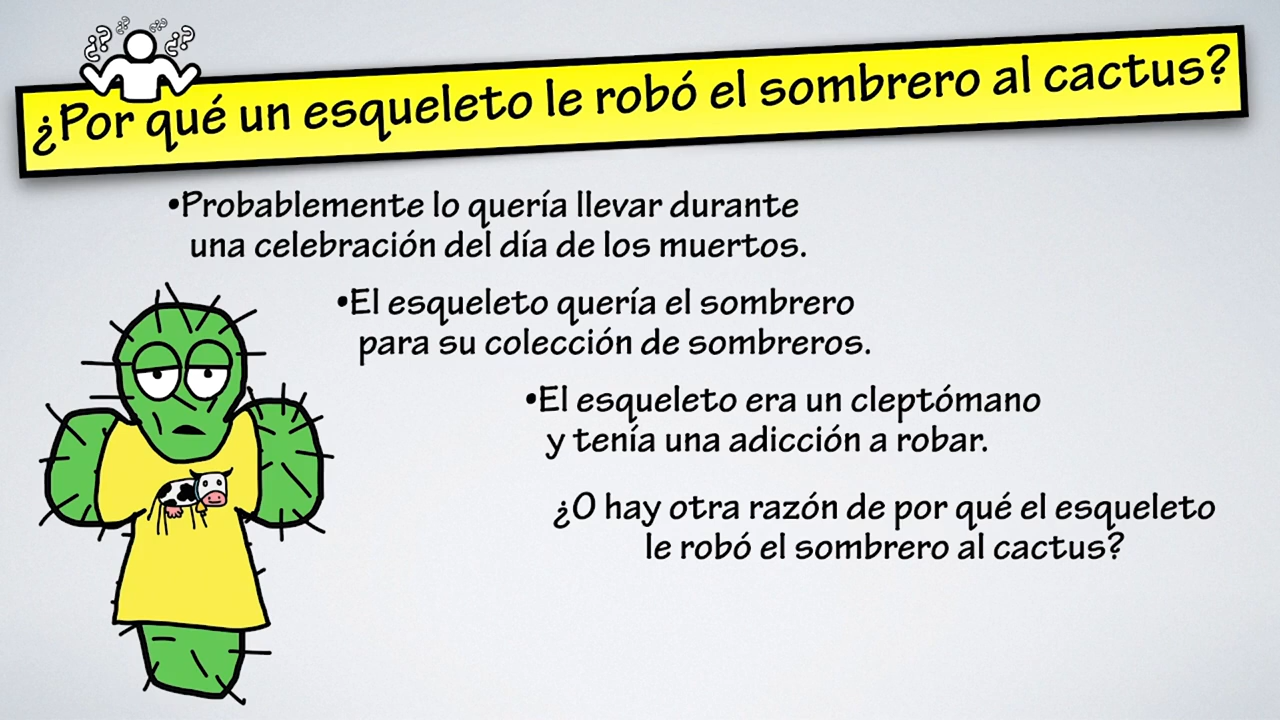 ¿? ¿?
¿?
¿Por qué un esqueleto le robó el sombrero al cactus?
•Probablemente lo quería llevar durante
una celebración del día de los muertos.
•El esqueleto quería el sombrero
para su colección de sombreros.
•El esqueleto era un cleptómano
y tenía una adicción a robar.
¿O hay otra razón de por qué el esqueleto
le robó el sombrero al cactus?